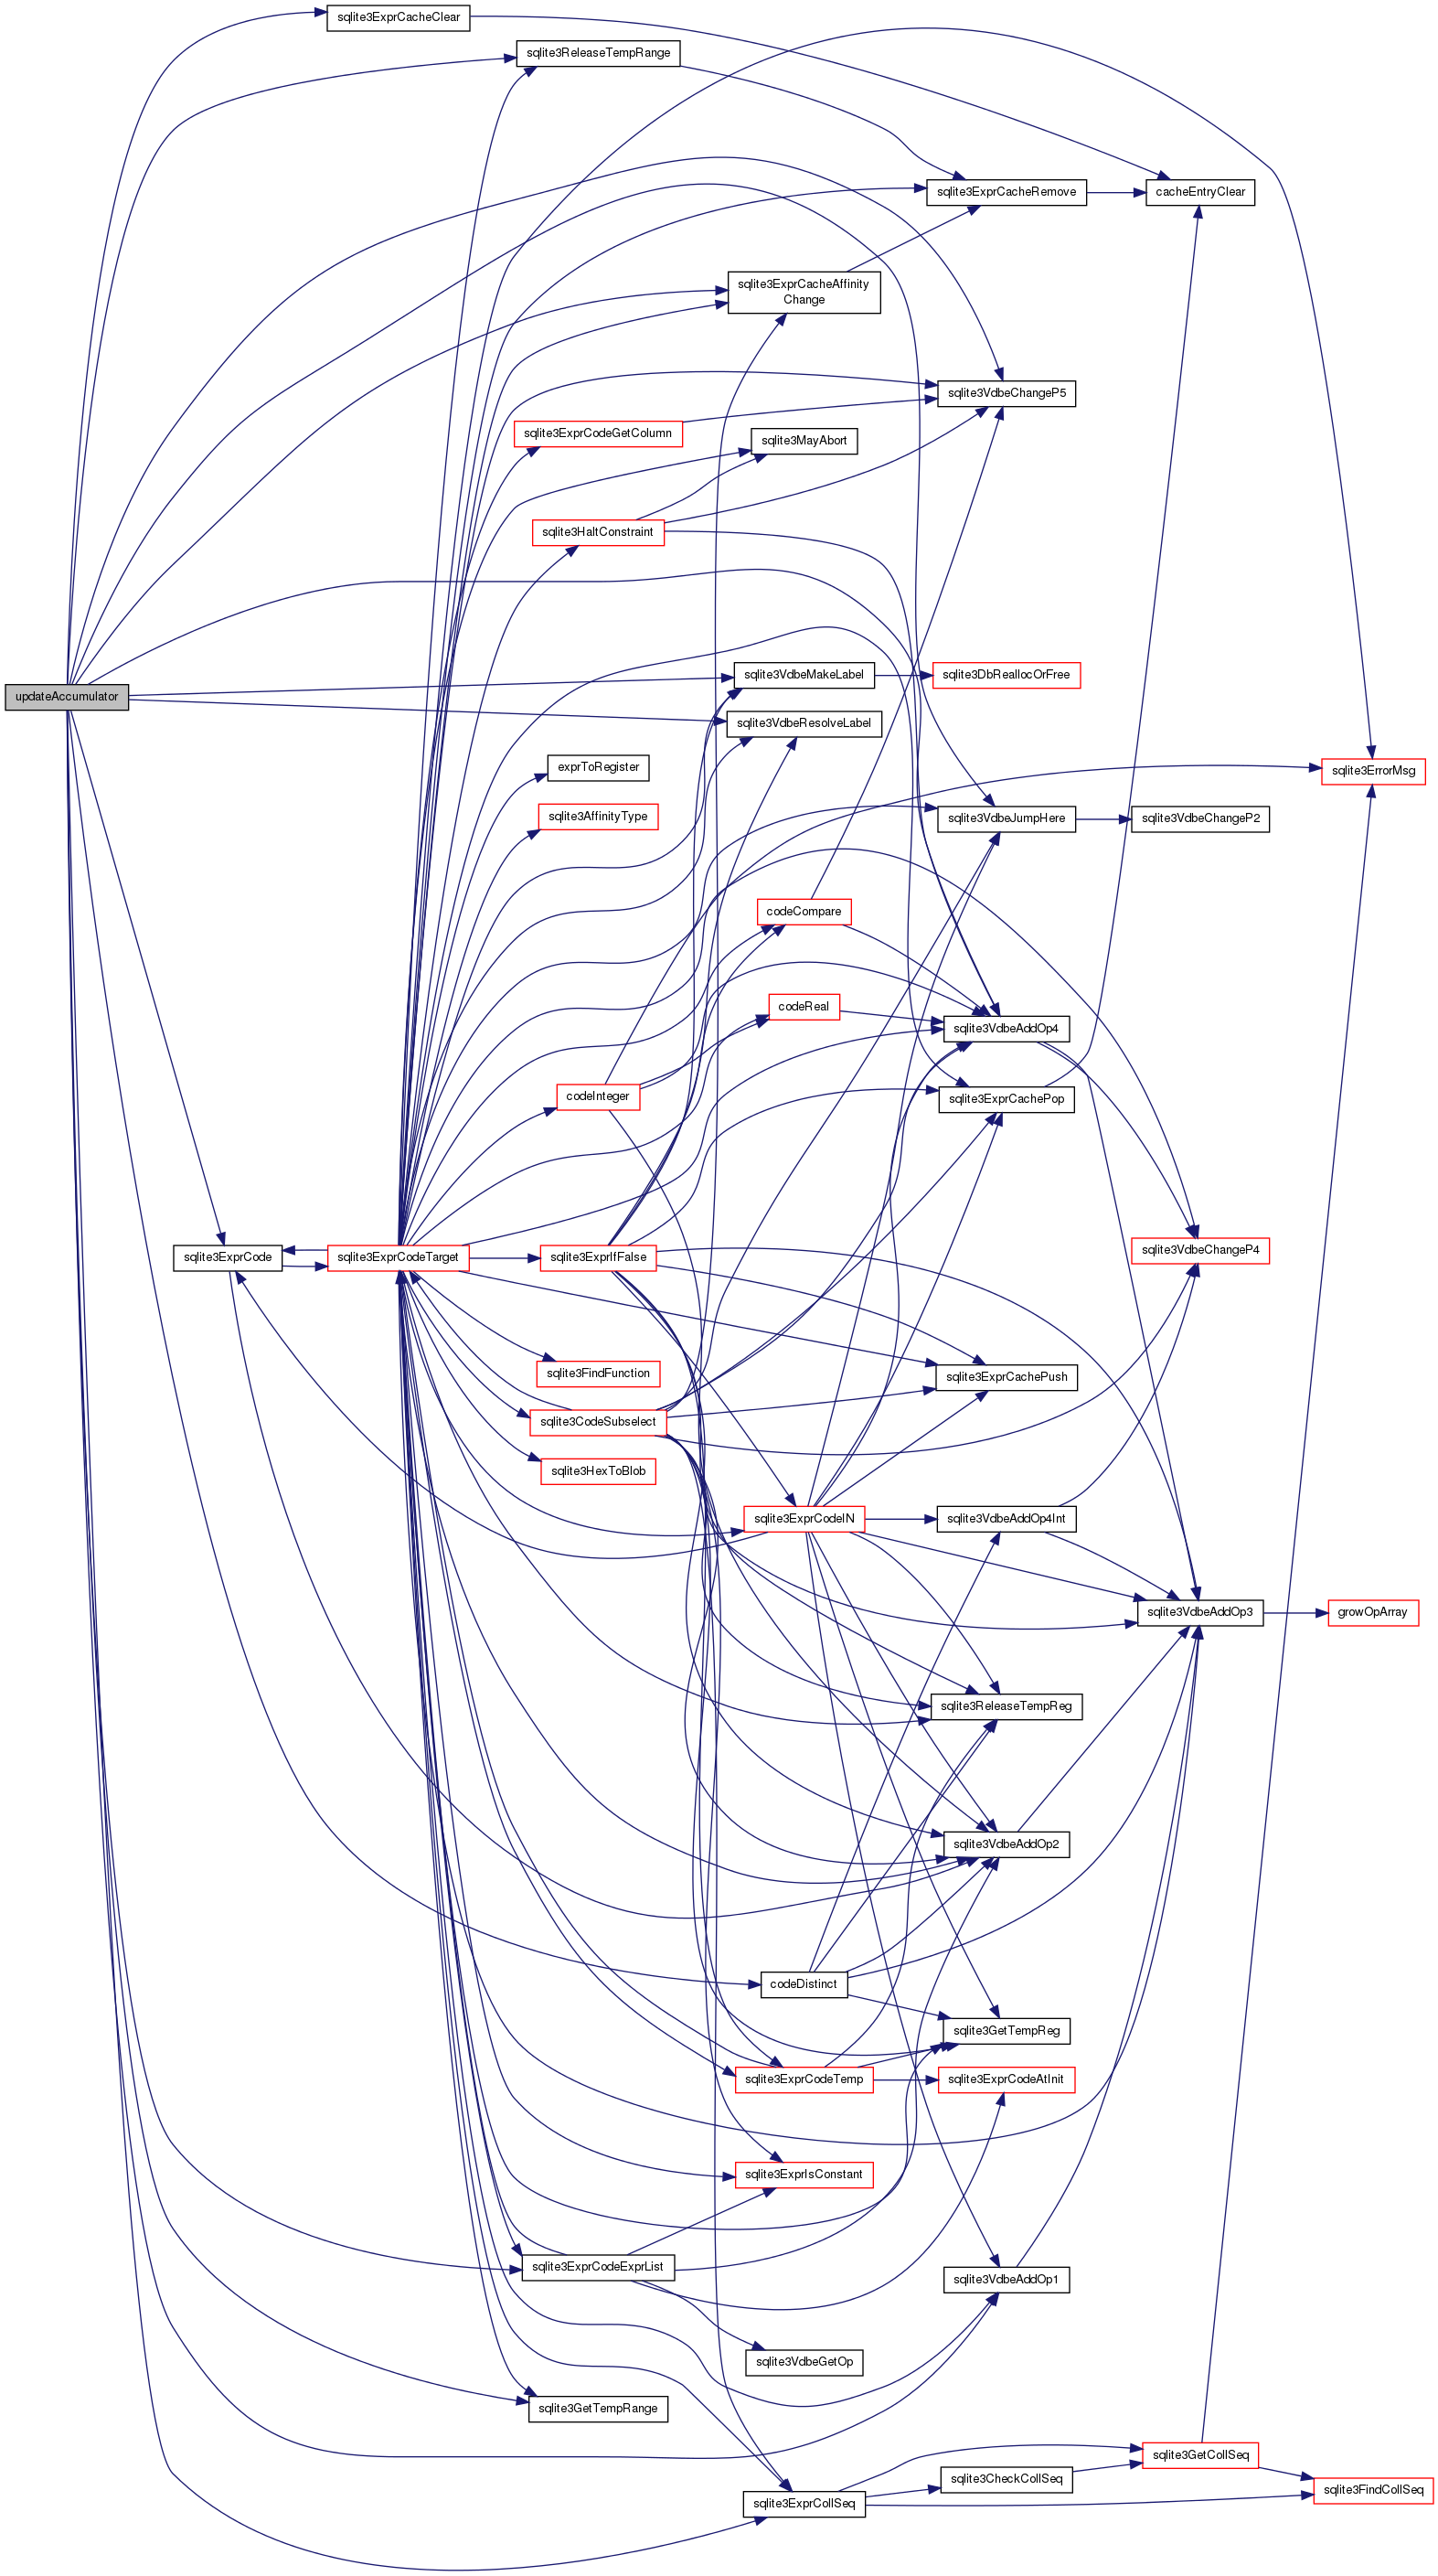 sqlite3ExprCacheClear
sqlite3ReleaseTempRange
sqlite3ExprCacheRemove
cacheEntryClear
sqlite3ExprCacheAffinity
Change
sqlite3VdbeChangeP5
sqlite3ExprCodeGetColumn
sqlite3MayAbort
sqlite3HaltConstraint
sqlite3VdbeMakeLabel
sqlite3DbReallocOrFree
updateAccumulator
sqlite3VdbeResolveLabel
exprToRegister
sqlite3ErrorMsg
sqlite3AffinityType
sqlite3VdbeJumpHere
sqlite3VdbeChangeP2
codeCompare
codeReal
sqlite3VdbeAddOp4
codeInteger
sqlite3ExprCachePop
sqlite3ExprCode
sqlite3ExprCodeTarget
sqlite3ExprIfFalse
sqlite3VdbeChangeP4
sqlite3FindFunction
sqlite3ExprCachePush
sqlite3CodeSubselect
sqlite3HexToBlob
sqlite3ExprCodeIN
sqlite3VdbeAddOp4Int
sqlite3VdbeAddOp3
growOpArray
sqlite3ReleaseTempReg
sqlite3VdbeAddOp2
codeDistinct
sqlite3GetTempReg
sqlite3ExprCodeTemp
sqlite3ExprCodeAtInit
sqlite3ExprIsConstant
sqlite3ExprCodeExprList
sqlite3VdbeAddOp1
sqlite3VdbeGetOp
sqlite3GetTempRange
sqlite3GetCollSeq
sqlite3CheckCollSeq
sqlite3FindCollSeq
sqlite3ExprCollSeq